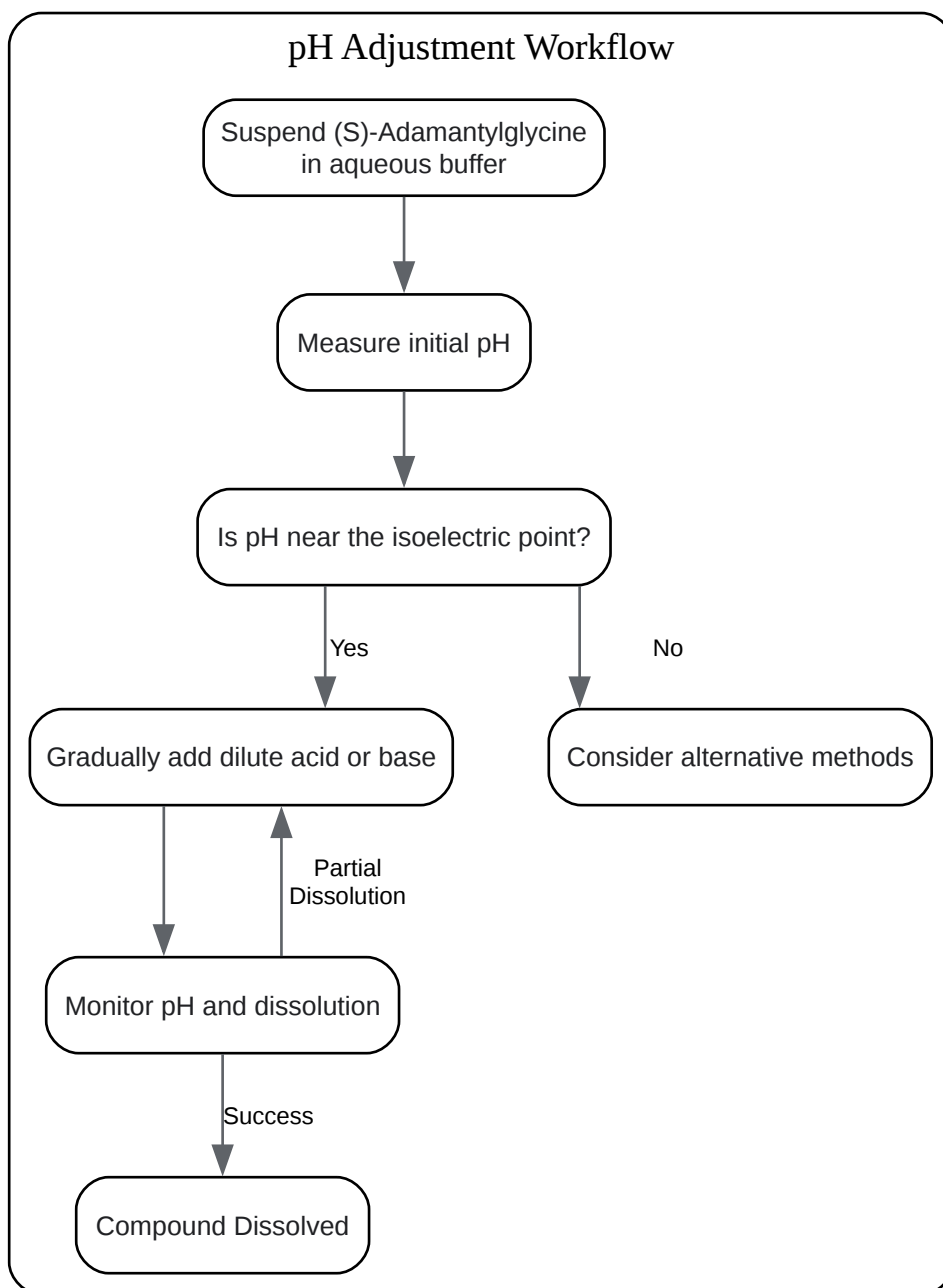 pH Adjustment Workflow
Suspend (S)-Adamantylglycine
in aqueous buffer
Measure initial pH
Is pH near the isoelectric point?
Yes
No
Gradually add dilute acid or base
Consider alternative methods
Partial
Dissolution
Monitor pH and dissolution
Success
Compound Dissolved